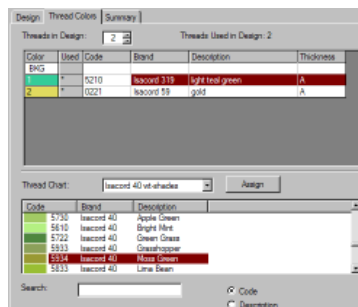 Design Thread Colors Summary
Threads in Design: 2 Threads Used in Design: 2
Color Used Code Brand Description Thickness
BKG
1 * 5210 Isacord 319 light teal green A
2 * 0221 Isacord 59 gold A
Thread Chart: Isacord 40 vit-shades Assign
Code Brand Description
5730 Isacord 40 Apple Green
5610 Isacord 40 Bright Mint
5722 Isacord 40 Green Grass
5933 Isacord 40 Grasshopper
5934 Isacord 40 Moss Green
5833 Isacord 40 Lima Bean
Search: Code
Description